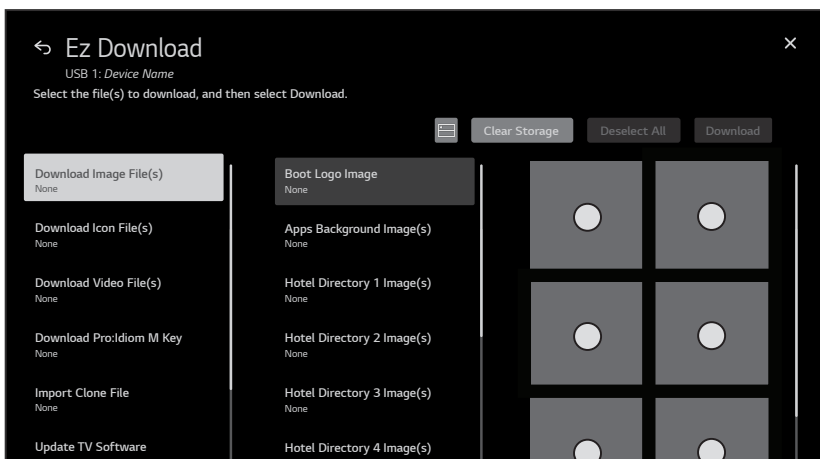 Ez Download
USB 1: Device Name
Select the file(s) to download, and then select Download.
Clear Storage
Deselect All
Download
Download Image File(s)
None
Download Icon File(s)
None
Download Video File(s)
None
Download Pro:Idiom M Key
None
Import Clone File
None
Update TV Software
Boot Logo Image
None
Apps Background Image(s)
None
Hotel Directory 1 Image(s)
None
Hotel Directory 2 Image(s)
None
Hotel Directory 3 Image(s)
None
Hotel Directory 4 Image(s)